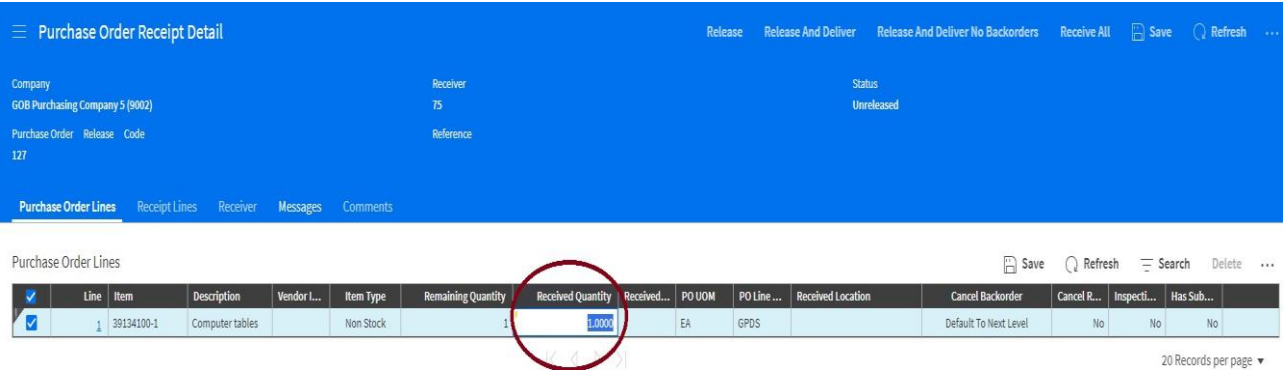 Purchase Order Receipt Detail
Release Release And Deliver Release And Deliver No Backorders Receive All Save Refresh ...
Company Receiver Status
GOB Purchasing Company 5 (9002) 75 Unreleased
Purchase Order Release Code Reference
127
Purchase Order Lines Receipt Lines Receiver Messages Comments
Purchase Order Lines Save Refresh Search Delete ...
Line Item Description Vendor I... Item Type Remaining Quantity Received Quantity Received... PO UOM PO Line ... Received Location Cancel Backorder Cancel R... Inspecti... Has Sub...
1 39134100-1 Computer tables Non Stock 1 1.0000 EA GPDS Default To Next Level No No No
20 Records per page